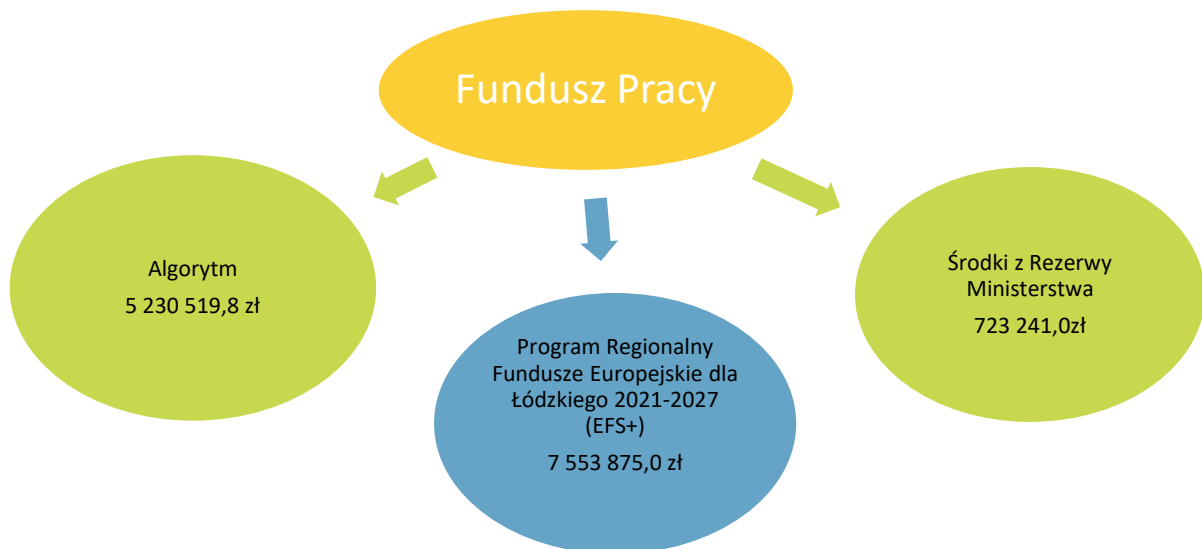 Fundusz Pracy
Algorytm
5 230 519,8 zł
Program Regionalny
Fundusze Europejskie dla
Łódzkiego 2021-2027
(EFS+)
7 553 875,0 zł
Środki z Rezerwy
Ministerstwa
723 241,0zł